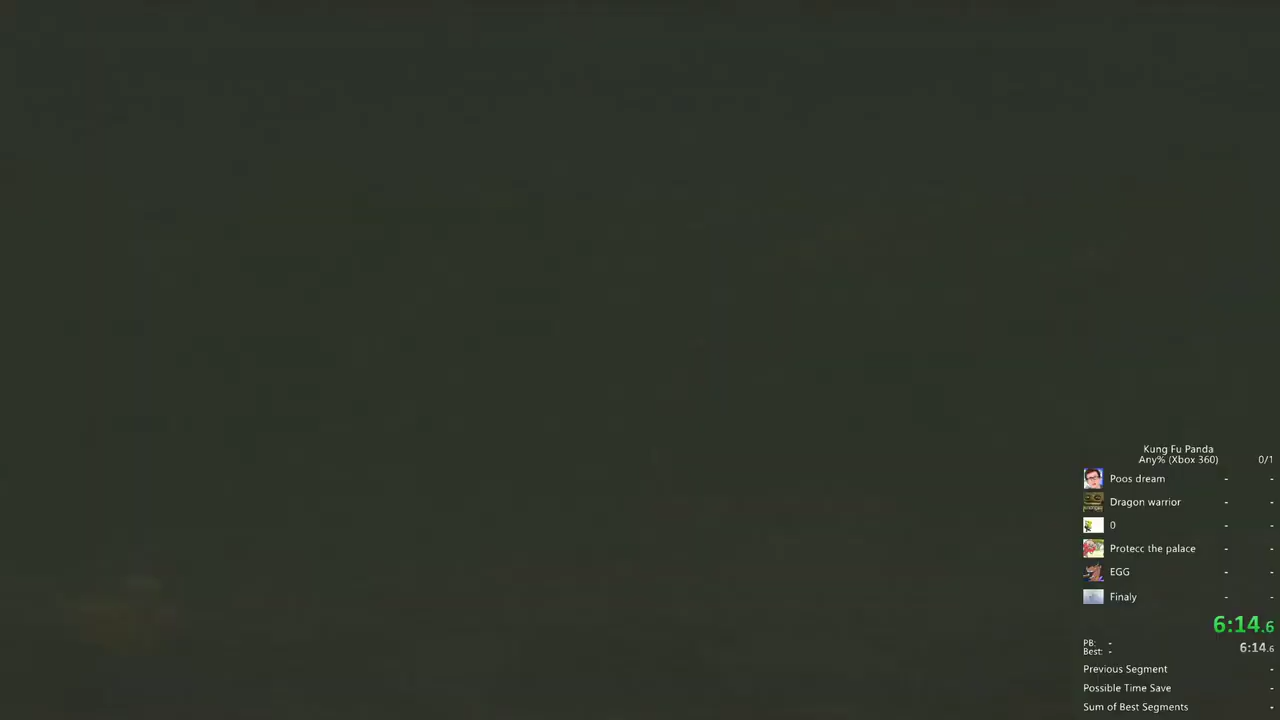 Kung Fu Panda
Any% (Xbox 360) 0/1
Poos dream - -
Dragon warrior - -
0 - -
Protecc the palace - -
EGG - -
Finaly - -
6:14.6
PB: -
Best: - 6:14.6
Previous Segment -
Possible Time Save -
Sum of Best Segments -